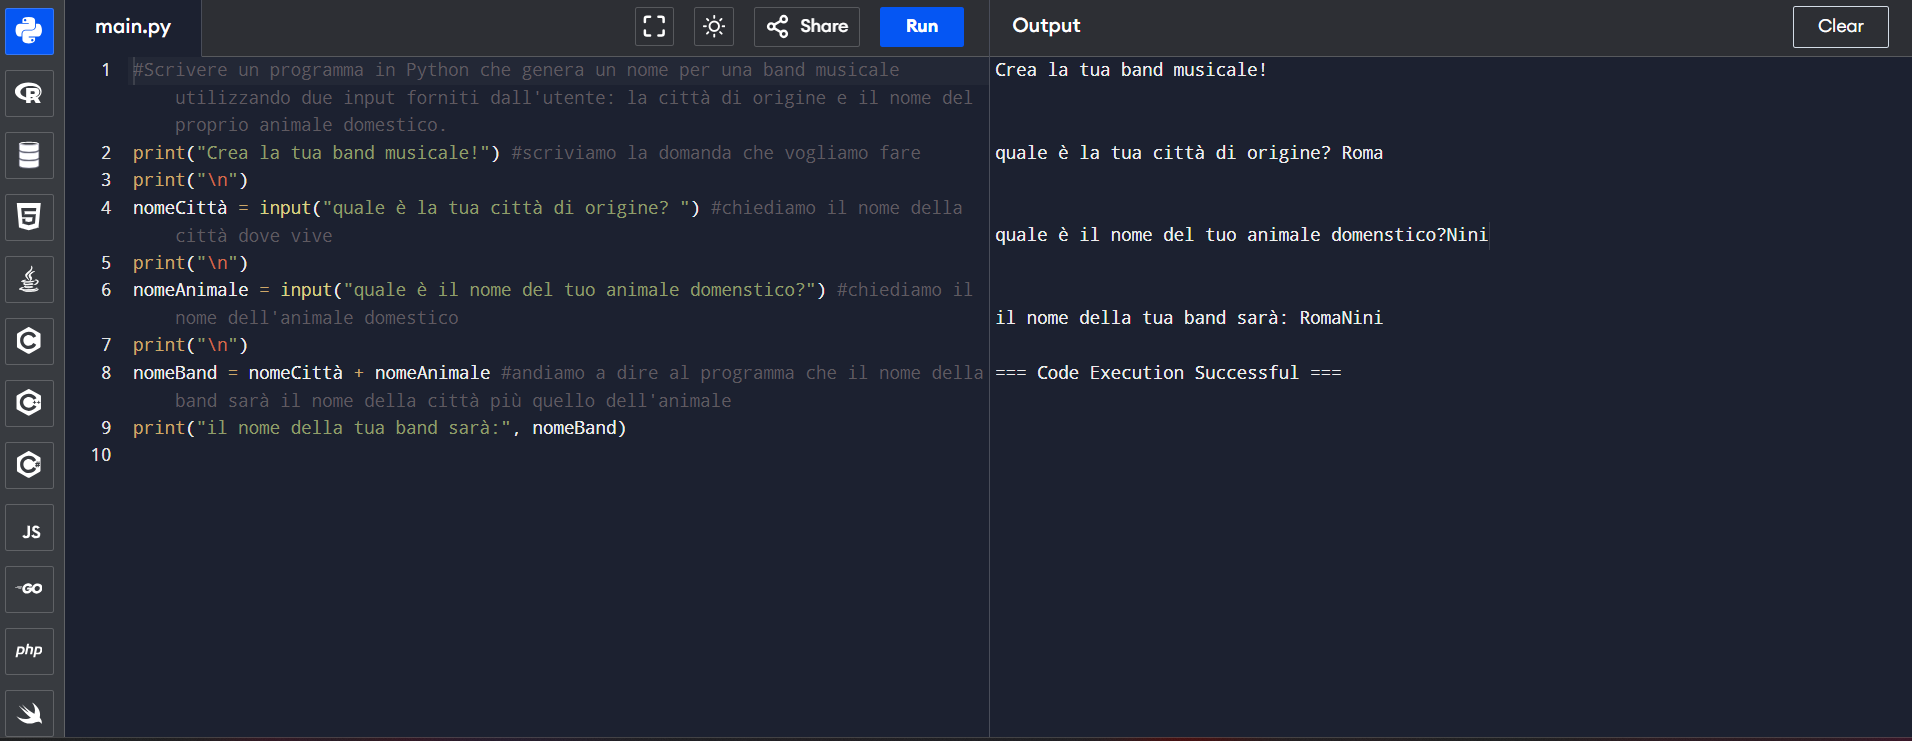 main.py
Share
Run
Output
Clear
1 #Scrivere un programma in Python che genera un nome per una band musicale
utilizzando due input forniti dall'utente: la città di origine e il nome del
proprio animale domestico.
2 print("Crea la tua band musicale!") #scriviamo la domanda che vogliamo fare
3 print("\n")
4 nomeCittà = input("quale è la tua città di origine? ") #chiediamo il nome della
città dove vive
5 print("\n")
6 nomeAnimale = input("quale è il nome del tuo animale domenstico?") #chiediamo il
nome dell'animale domestico
7 print("\n")
8 nomeBand = nomeCittà + nomeAnimale #andiamo a dire al programma che il nome della
band sarà il nome della città più quello dell'animale
9 print("il nome della tua band sarà:", nomeBand)
10
Crea la tua band musicale!
quale è la tua città di origine? Roma
quale è il nome del tuo animale domenstico?Nini
il nome della tua band sarà: RomaNini
=== Code Execution Successful ===
R
5
C
C++
C#
JS
GO
php